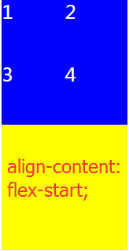 1 2
3 4
align-content:
flex-start;